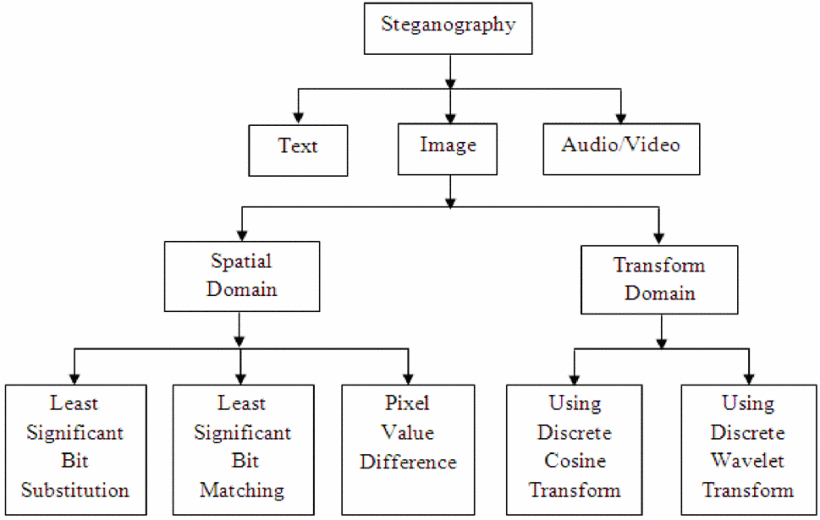 Steganography
Text
Image
Audio/Video
Spatial
Domain
Transform
Domain
Least
Significant
Bit
Substitution
Least
Significant
Bit
Matching
Pixel
Value
Difference
Using
Discrete
Cosine
Transform
Using
Discrete
Wavelet
Transform